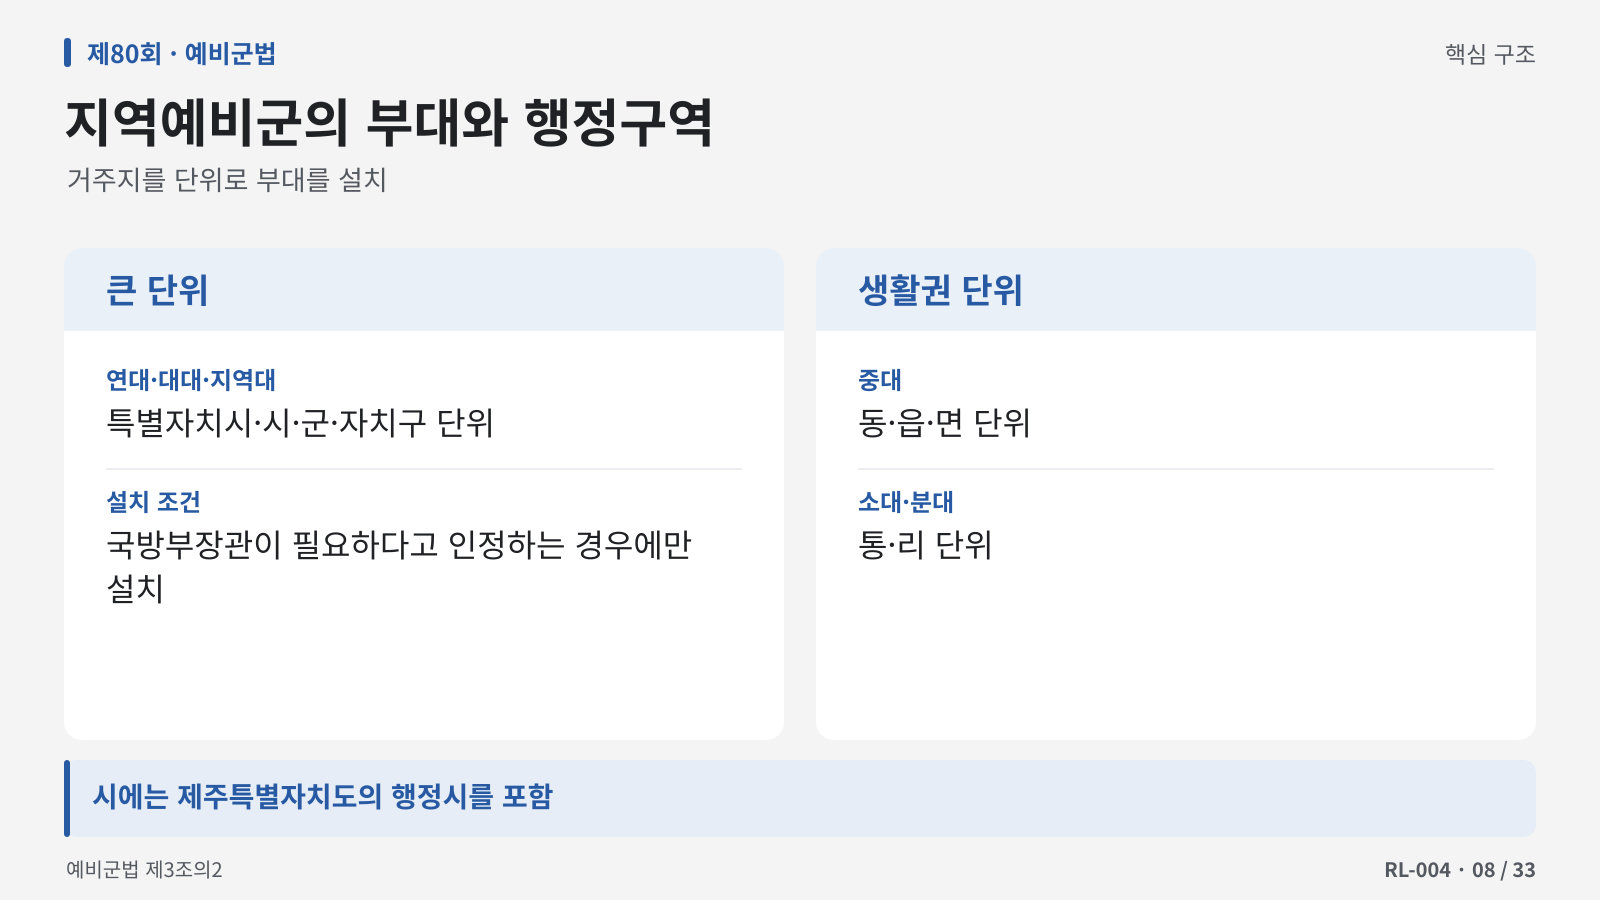 제80회 · 예비군법
핵심 구조
지역예비군의 부대와 행정구역
거주지를 단위로 부대를 설치
큰 단위
연대·대대·지역대
특별자치시·시·군·자치구 단위
설치 조건
국방부장관이 필요하다고 인정하는 경우에만
설치
생활권 단위
중대
동·읍·면 단위
소대·분대
통·리 단위
시에는 제주특별자치도의 행정시를 포함
예비군법 제3조의2
RL-004 · 08 / 33